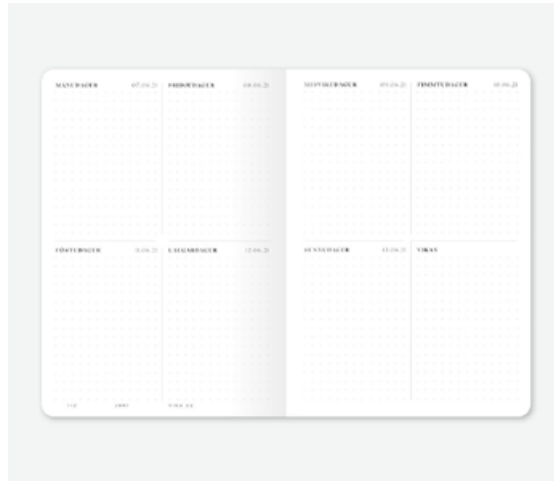 MÁNUDAGUR 07.06.21 ÞRIÐJUDAGUR 08.06.21
MIÐVIKUDAGUR 09.06.21 FIMMTUDAGUR 10.06.21
FÖSTUDAGUR 11.06.21 LAUGARDAGUR 12.06.21
SUNNUDAGUR 13.06.21 VIKAN